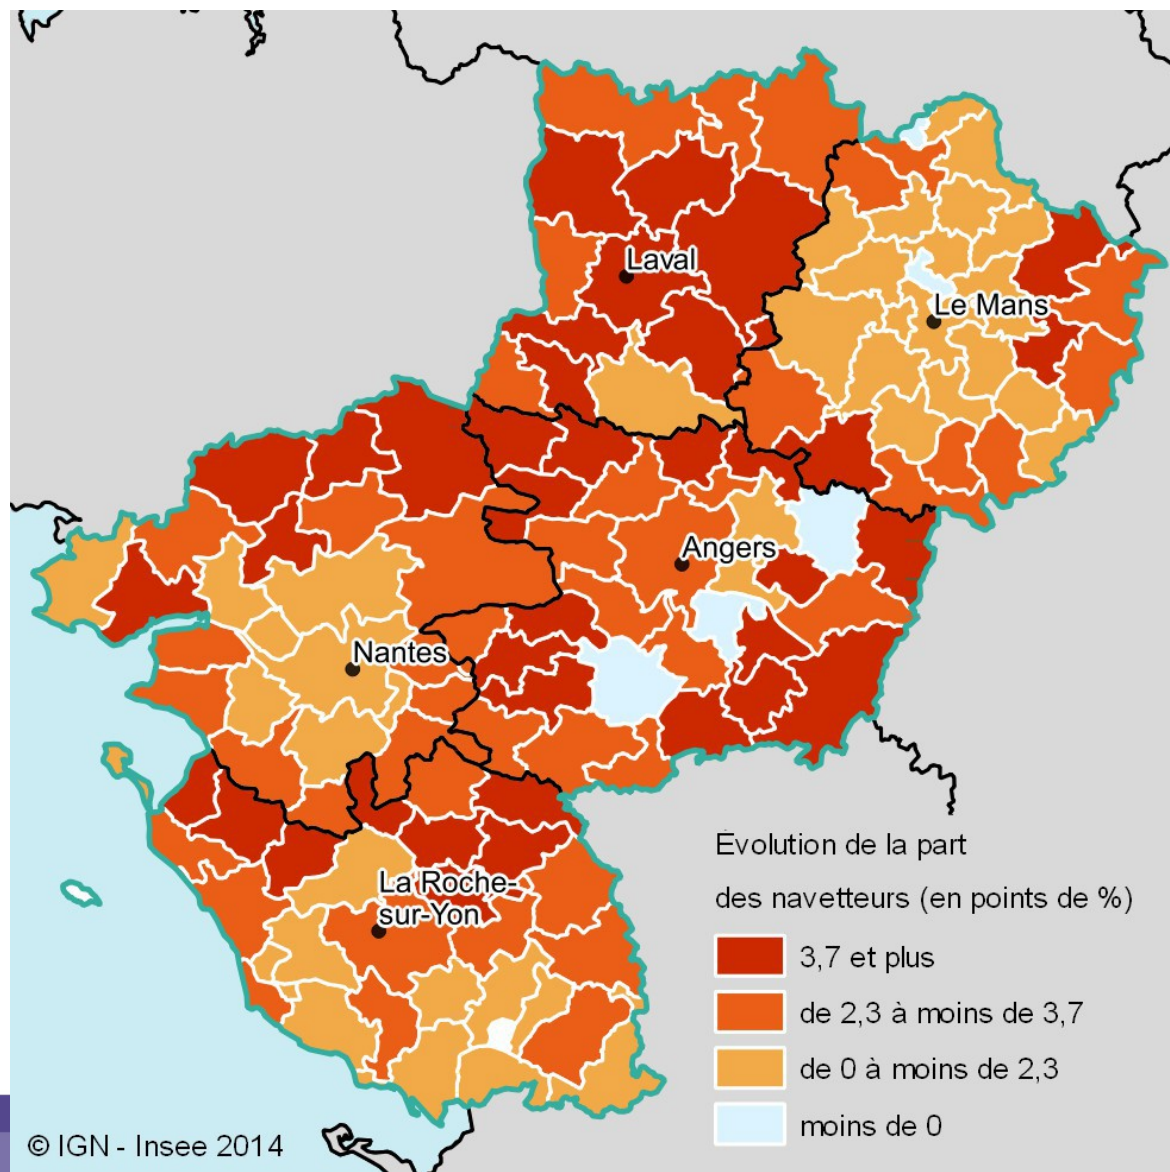 Laval
Le Mans
Angers
Nantes
La Roche-
sur-Yon
Evolution de la part
des navetteurs (en points de %)
3,7 et plus
de 2,3 à moins de 3,7
de 0 à moins de 2,3
moins de 0
© IGN - Insee 2014